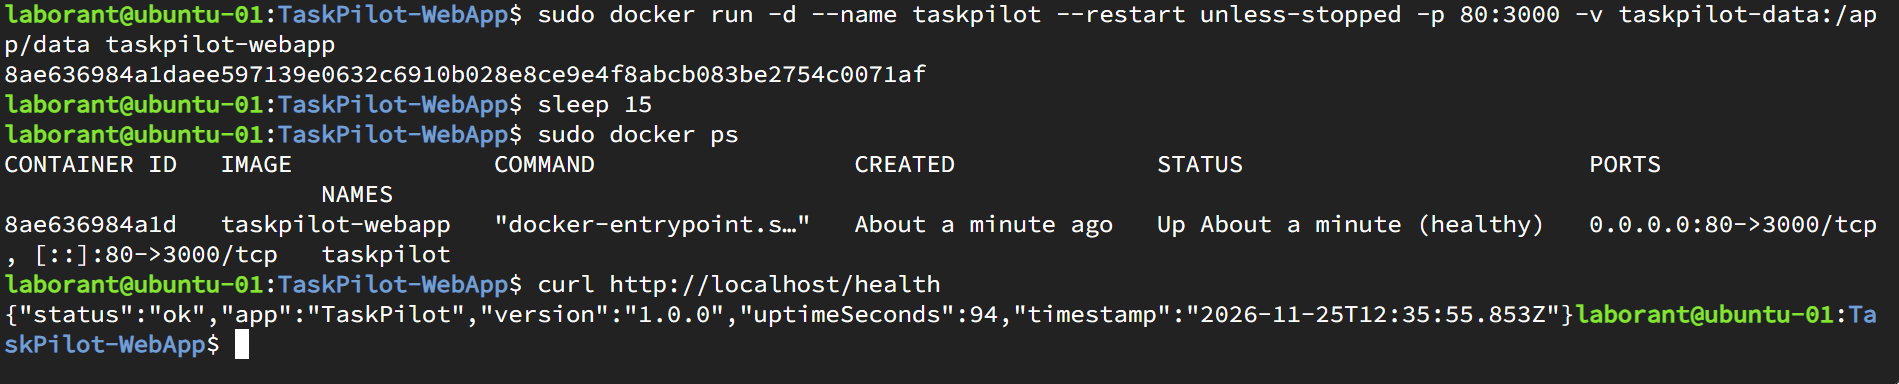 laborant@ubuntu-01:TaskPilot-WebApp$ sudo docker run -d --name taskpilot --restart unless-stopped -p 80:3000 -v taskpilot-data:/ap
p/data taskpilot-webapp
8ae636984a1daee597139e0632c6910b028e8ce9e4f8abcb083be2754c0071af
laborant@ubuntu-01:TaskPilot-WebApp$ sleep 15
laborant@ubuntu-01:TaskPilot-WebApp$ sudo docker ps
CONTAINER ID   IMAGE              COMMAND                  CREATED              STATUS                        PORTS
                      NAMES
8ae636984a1d   taskpilot-webapp   "docker-entrypoint.s…"   About a minute ago   Up About a minute (healthy)   0.0.0.0:80->3000/tcp
, [::]:80->3000/tcp   taskpilot
laborant@ubuntu-01:TaskPilot-WebApp$ curl http://localhost/health
{"status":"ok","app":"TaskPilot","version":"1.0.0","uptimeSeconds":94,"timestamp":"2026-11-25T12:35:55.853Z"}laborant@ubuntu-01:Ta
skPilot-WebApp$